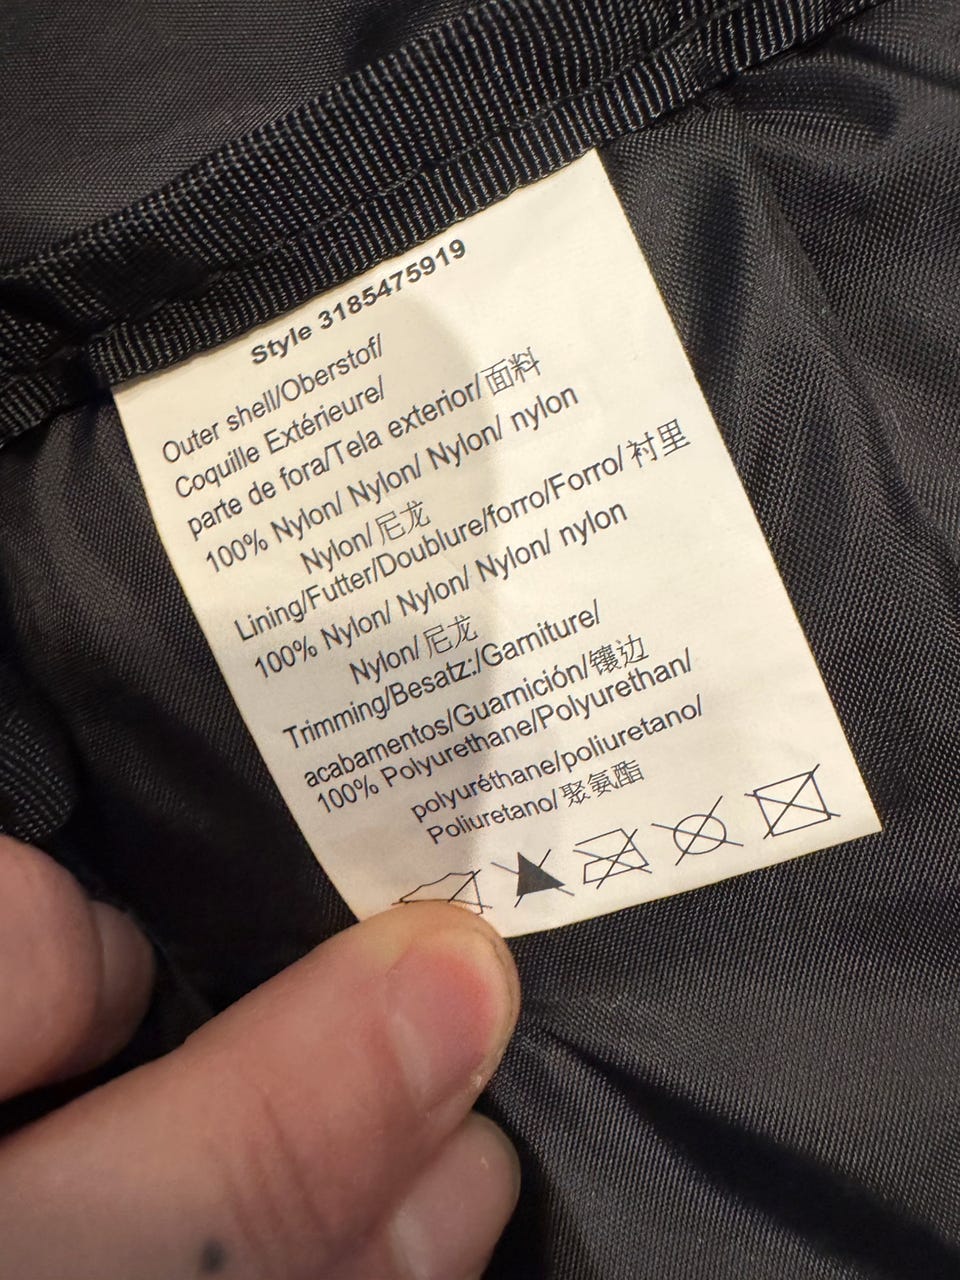 Style 3185475919
Outer shell/Oberstof/
Coquille Extérieure/
parte de fora/Tela exterior/面料
100% Nylon/ Nylon/ Nylon/ nylon
Nylon/尼龙
Lining/Futter/Doublure/forro/Forro/衬里
100% Nylon/ Nylon/ Nylon/ nylon
Nylon/尼龙
Trimming/Besatz:/Garniture/
acabamentos/Guarnición/镶边
100% Polyurethane/Polyurethan/
polyuréthane/poliuretano/
Poliuretano/聚氨酯